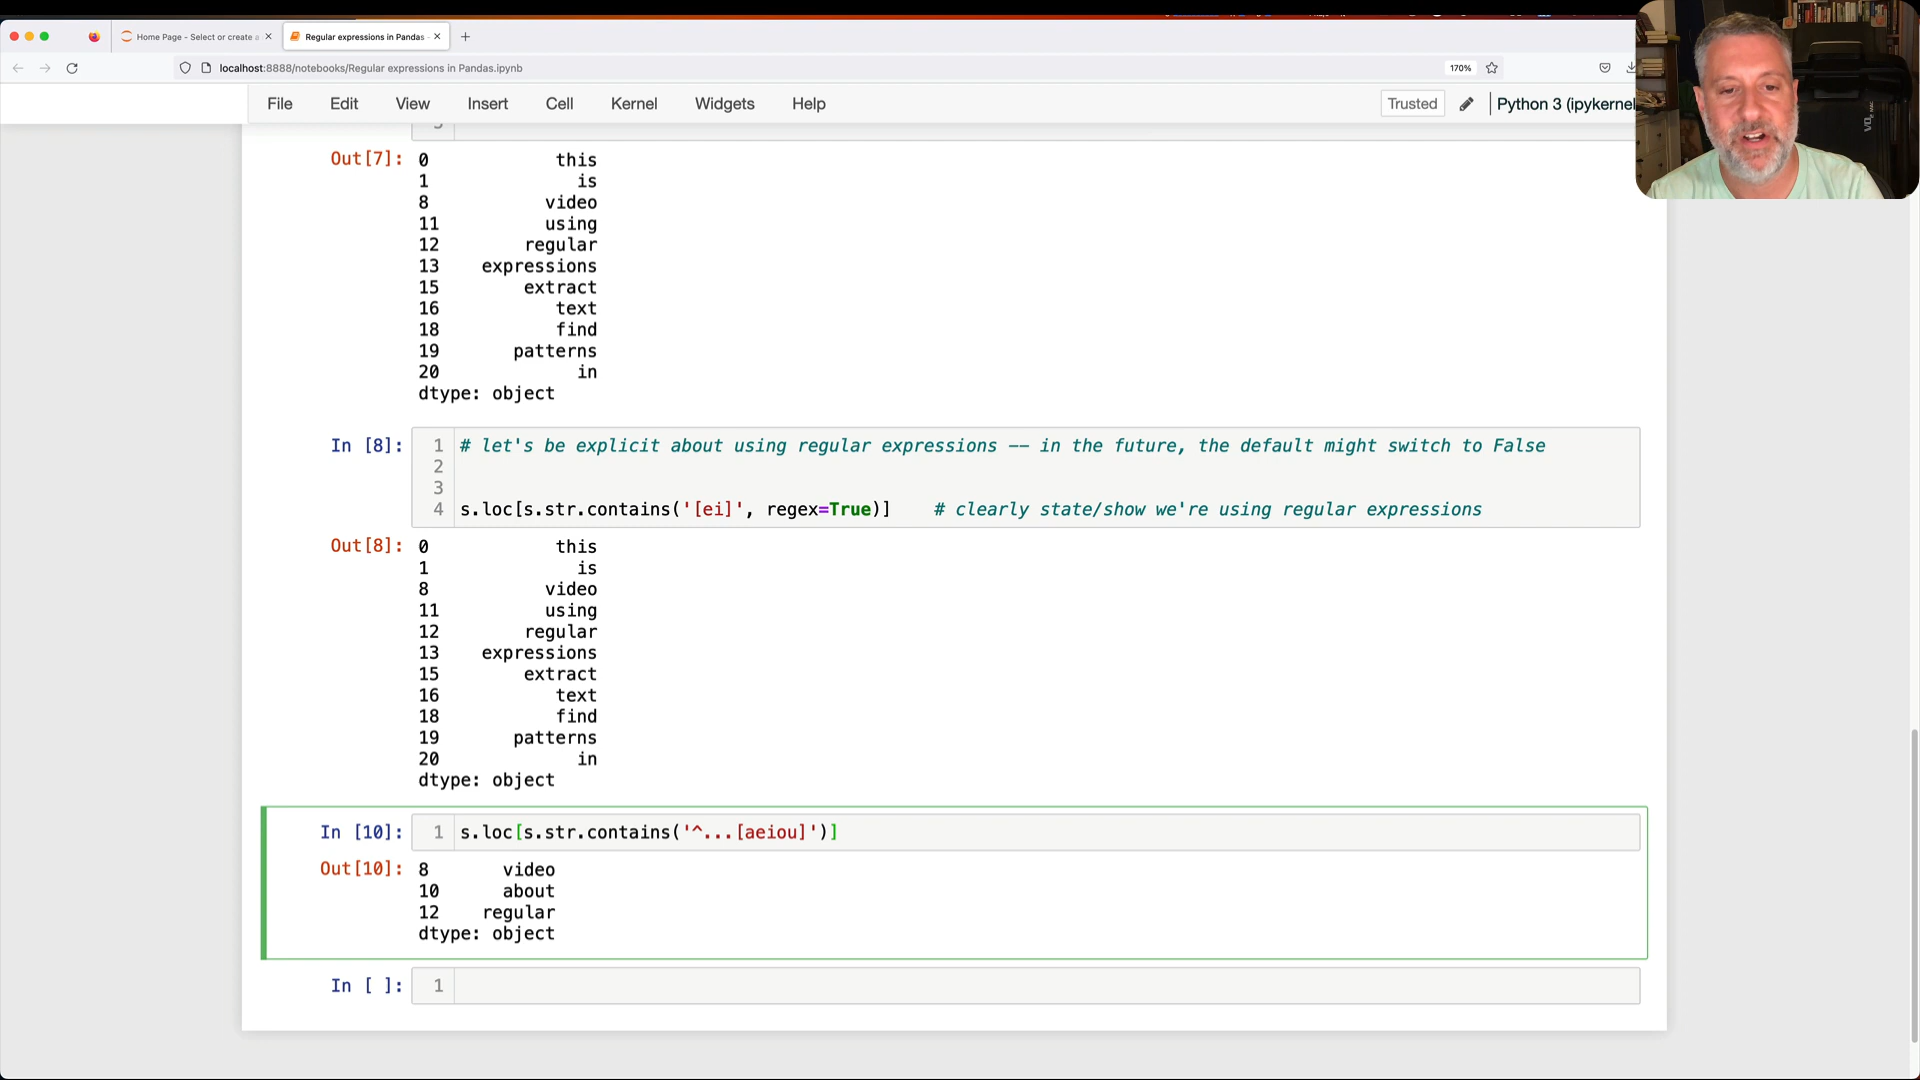 Home Page - Select or create a
Regular expressions in Pandas -
localhost:8888/notebooks/Regular expressions in Pandas.ipynb
170%
File Edit View Insert Cell Kernel Widgets Help
Trusted
Python 3 (ipykernel
Out[7]: 0 this
1 is
8 video
11 using
12 regular
13 expressions
15 extract
16 text
18 find
19 patterns
20 in
dtype: object
In [8]: 1 # let's be explicit about using regular expressions -- in the future, the default might switch to False
2
3
4 s.loc[s.str.contains('[ei]', regex=True)] # clearly state/show we're using regular expressions
Out[8]: 0 this
1 is
8 video
11 using
12 regular
13 expressions
15 extract
16 text
18 find
19 patterns
20 in
dtype: object
In [10]: 1 s.loc[s.str.contains('^...[aeiou]')]
Out[10]: 8 video
10 about
12 regular
dtype: object
In [ ]: 1